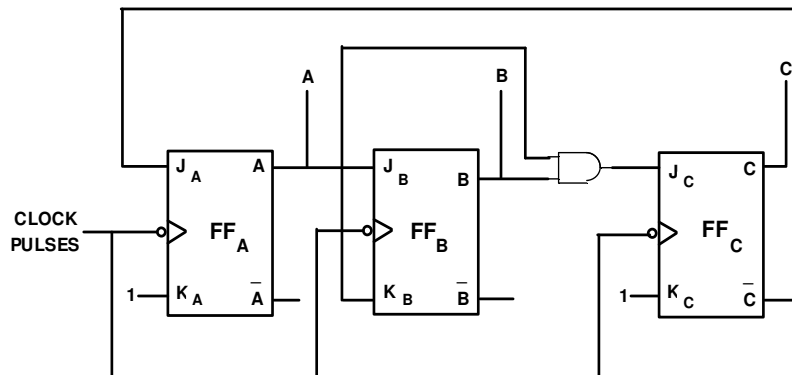 A
B
C
J A
A
J B
B
J C
C
CLOCK
PULSES
FF A
FF B
FF C
1
K A
A̅
K B
B̅
1
K C
C̅